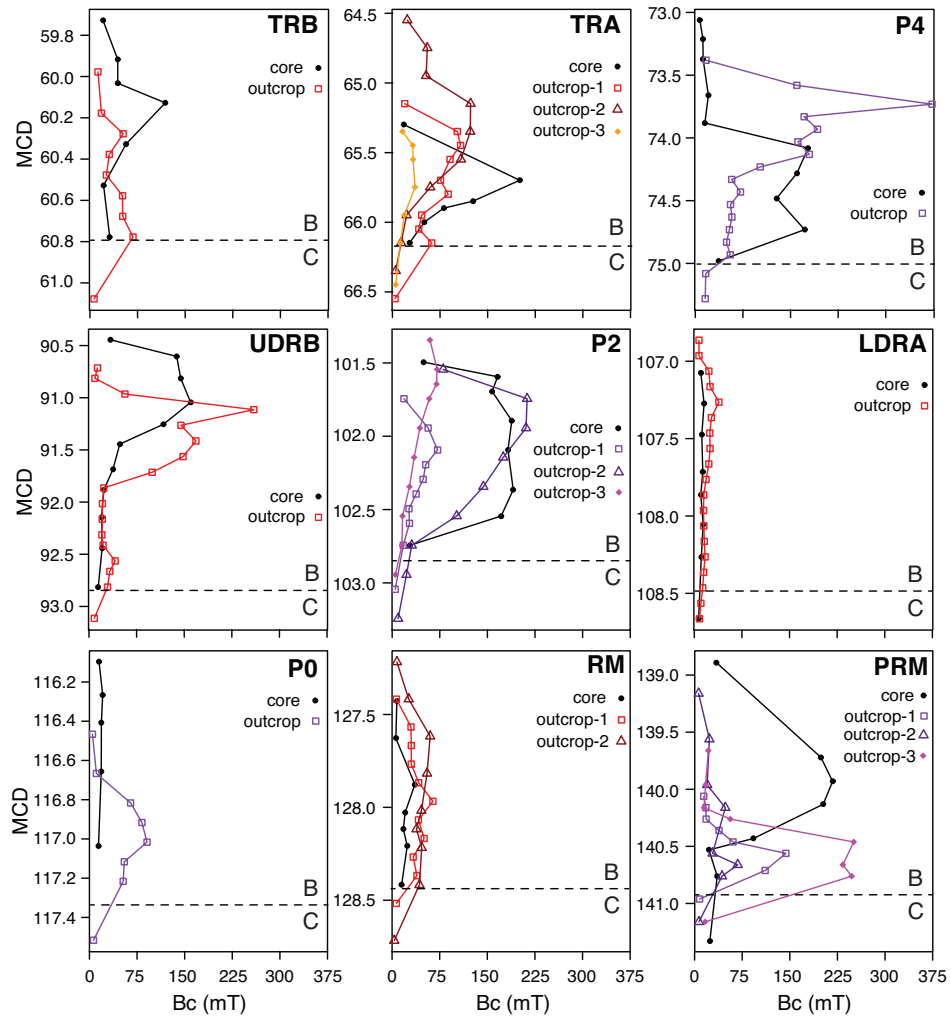 TRB
MCD
59.8
60.0
60.2
60.4
60.6
60.8
61.0
core
outcrop
B
C
TRA
64.5
65.0
65.5
66.0
66.5
core
outcrop-1
outcrop-2
outcrop-3
B
C
P4
73.0
73.5
74.0
74.5
75.0
core
outcrop
B
C
UDRB
MCD
90.5
91.0
91.5
92.0
92.5
93.0
core
outcrop
B
C
P2
101.5
102.0
102.5
103.0
core
outcrop-1
outcrop-2
outcrop-3
B
C
LDRA
107.0
107.5
108.0
108.5
core
outcrop
B
C
P0
MCD
116.2
116.4
116.6
116.8
117.0
117.2
117.4
core
outcrop
B
C
0 75 150 225 300 375
Bc (mT)
RM
127.5
128.0
128.5
core
outcrop-1
outcrop-2
B
C
0 75 150 225 300 375
Bc (mT)
PRM
139.0
139.5
140.0
140.5
141.0
core
outcrop-1
outcrop-2
outcrop-3
B
C
0 75 150 225 300 375
Bc (mT)